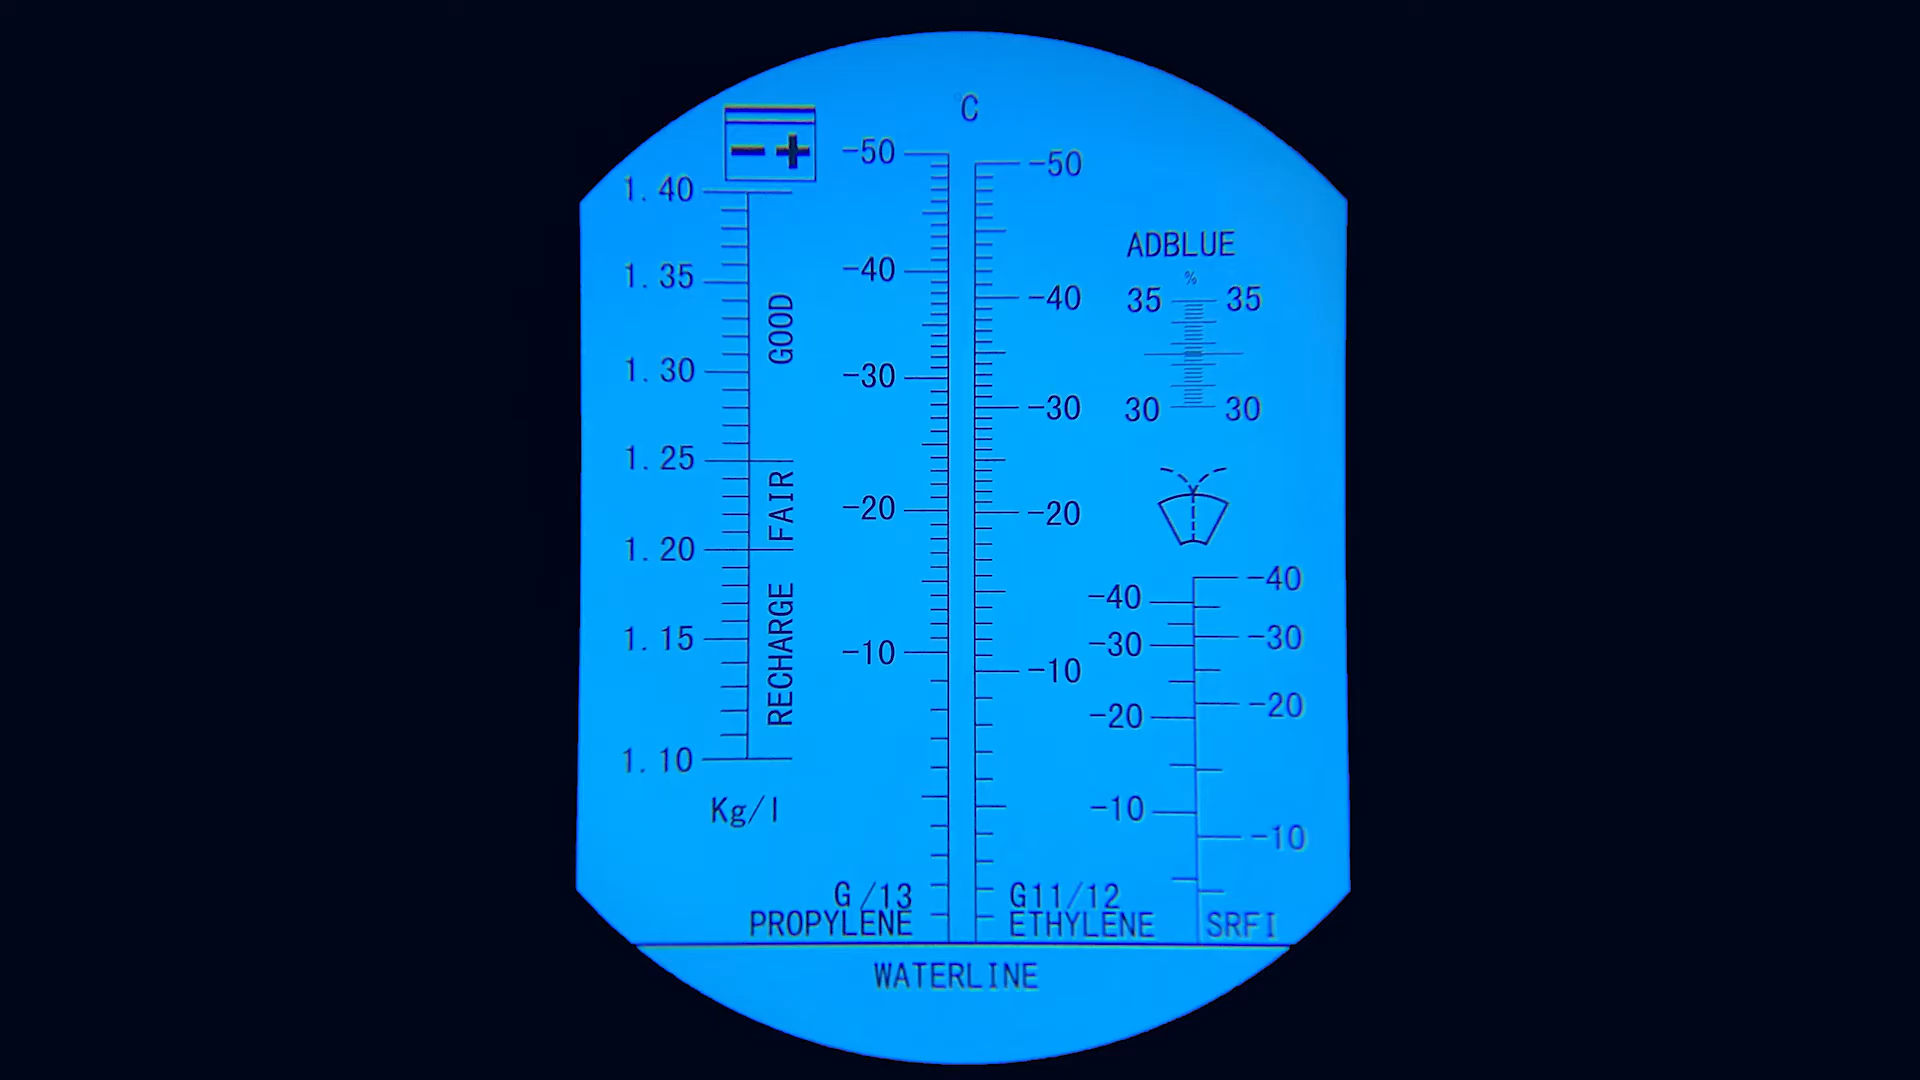 °C
- +
1.40
1.35
1.30
1.25
1.20
1.15
1.10
GOOD
FAIR
RECHARGE
Kg/l
-50
-40
-30
-20
-10
G /13
PROPYLENE
-50
-40
-30
-20
-10
G11/12
ETHYLENE
ADBLUE
%
35 35
30 30
-40
-30
-20
-10
-40
-30
-20
-10
SRFI
WATERLINE